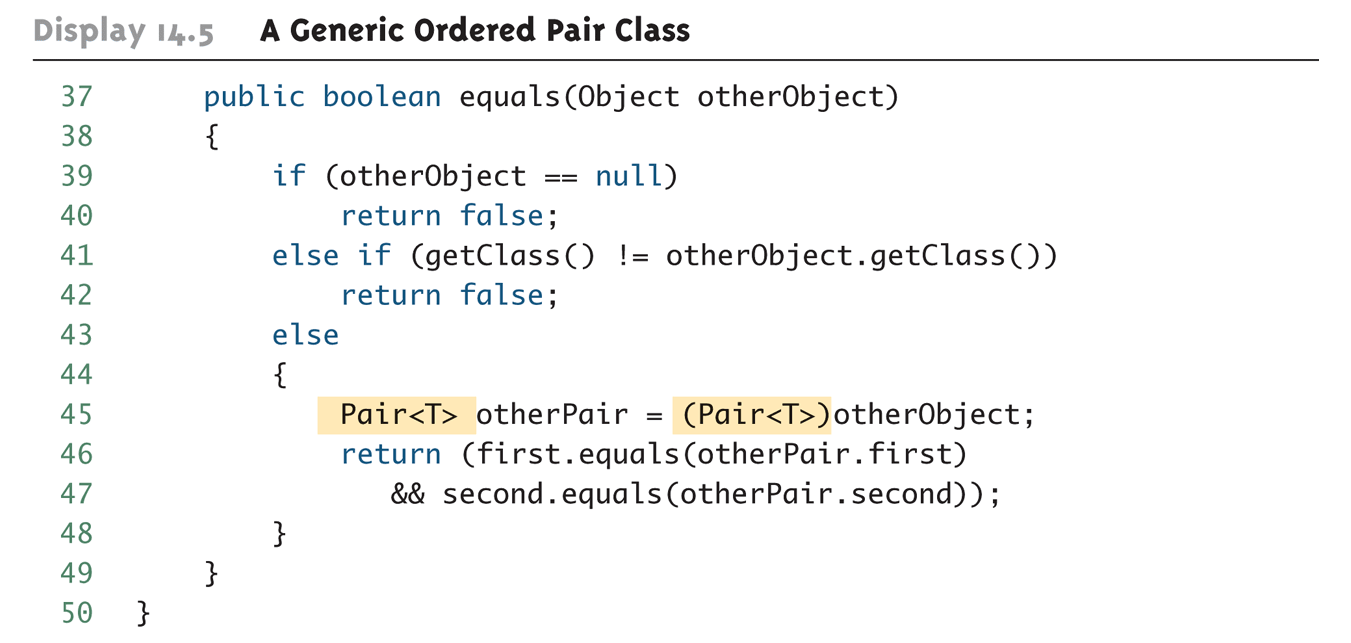 Display 14.5 A Generic Ordered Pair Class
37 public boolean equals(Object otherObject)
38 {
39 if (otherObject == null)
40 return false;
41 else if (getClass() != otherObject.getClass())
42 return false;
43 else
44 {
45 Pair<T> otherPair = (Pair<T>)otherObject;
46 return (first.equals(otherPair.first)
47 && second.equals(otherPair.second));
48 }
49 }
50 }